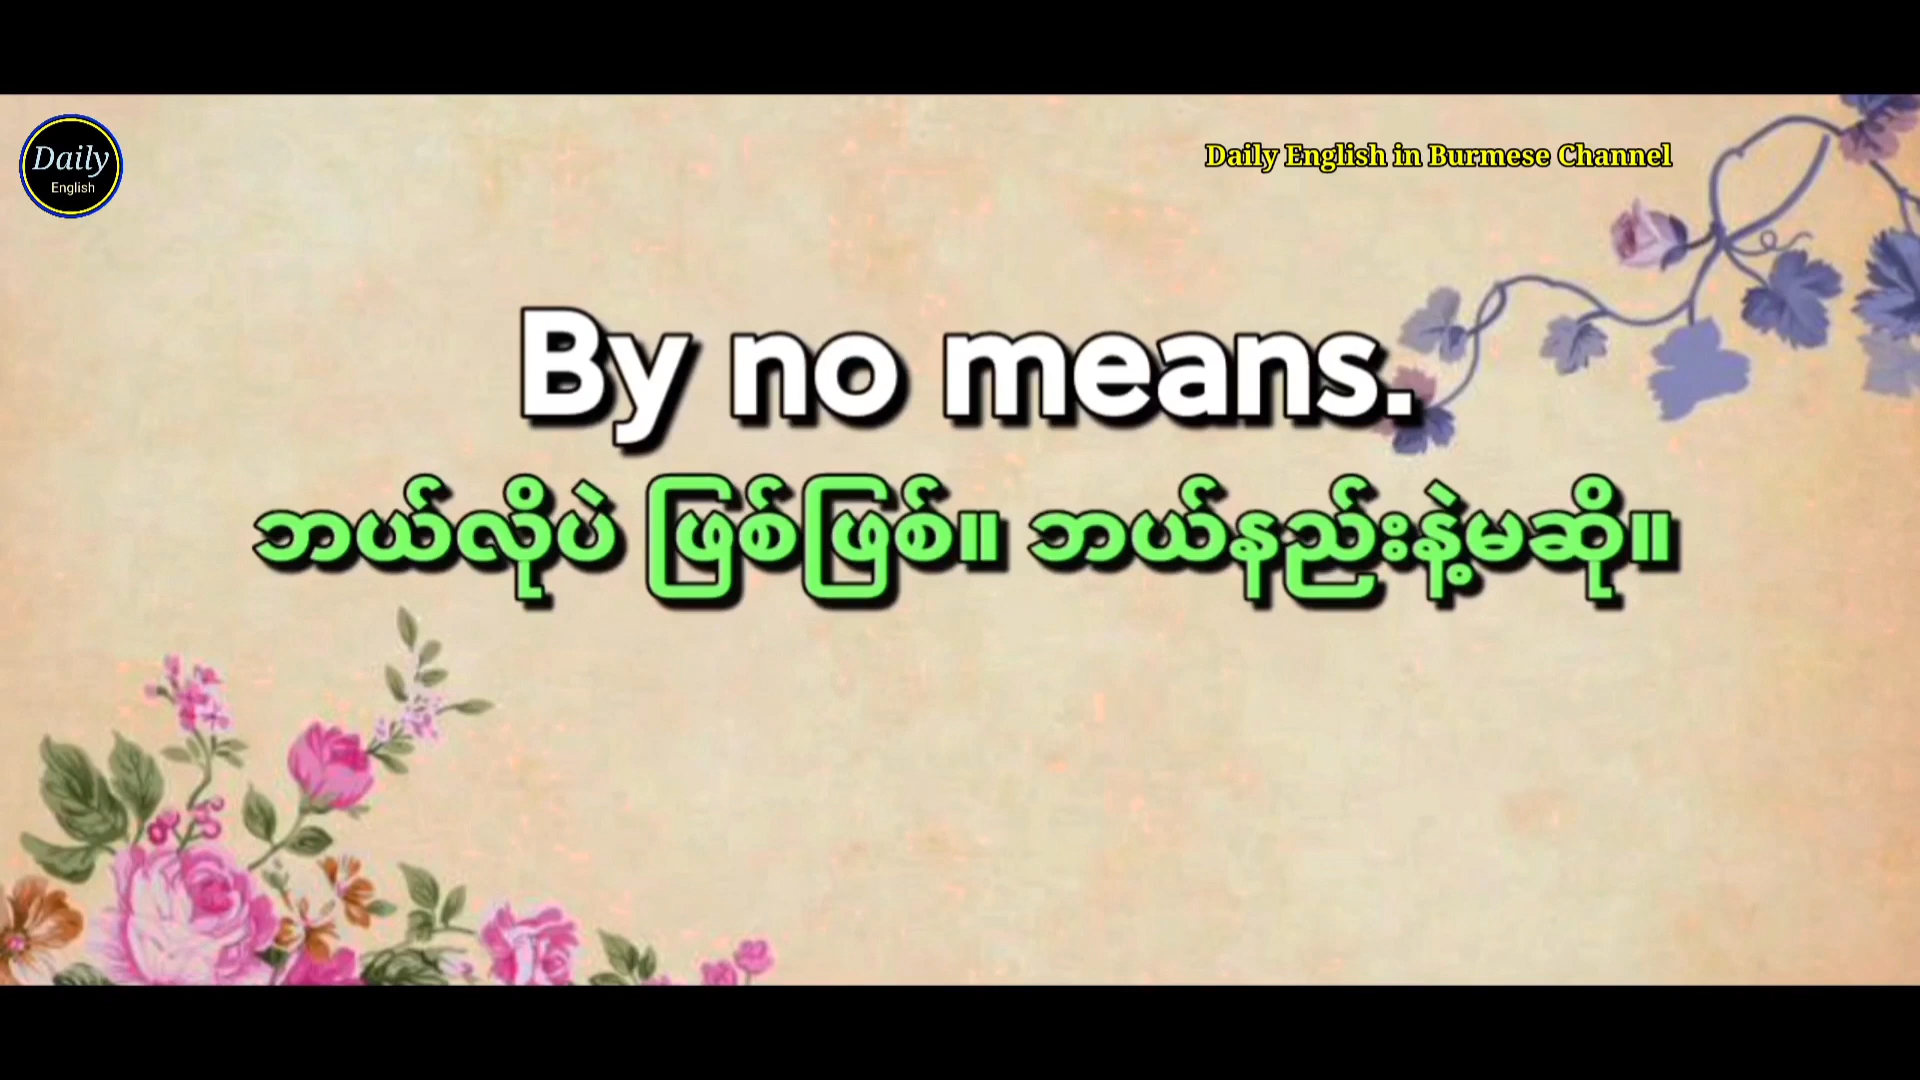 Daily
English
Daily English in Burmese Channel
By no means.
ဘယ်လိုပဲ ဖြစ်ဖြစ်။ ဘယ်နည်းနဲ့မဆို။